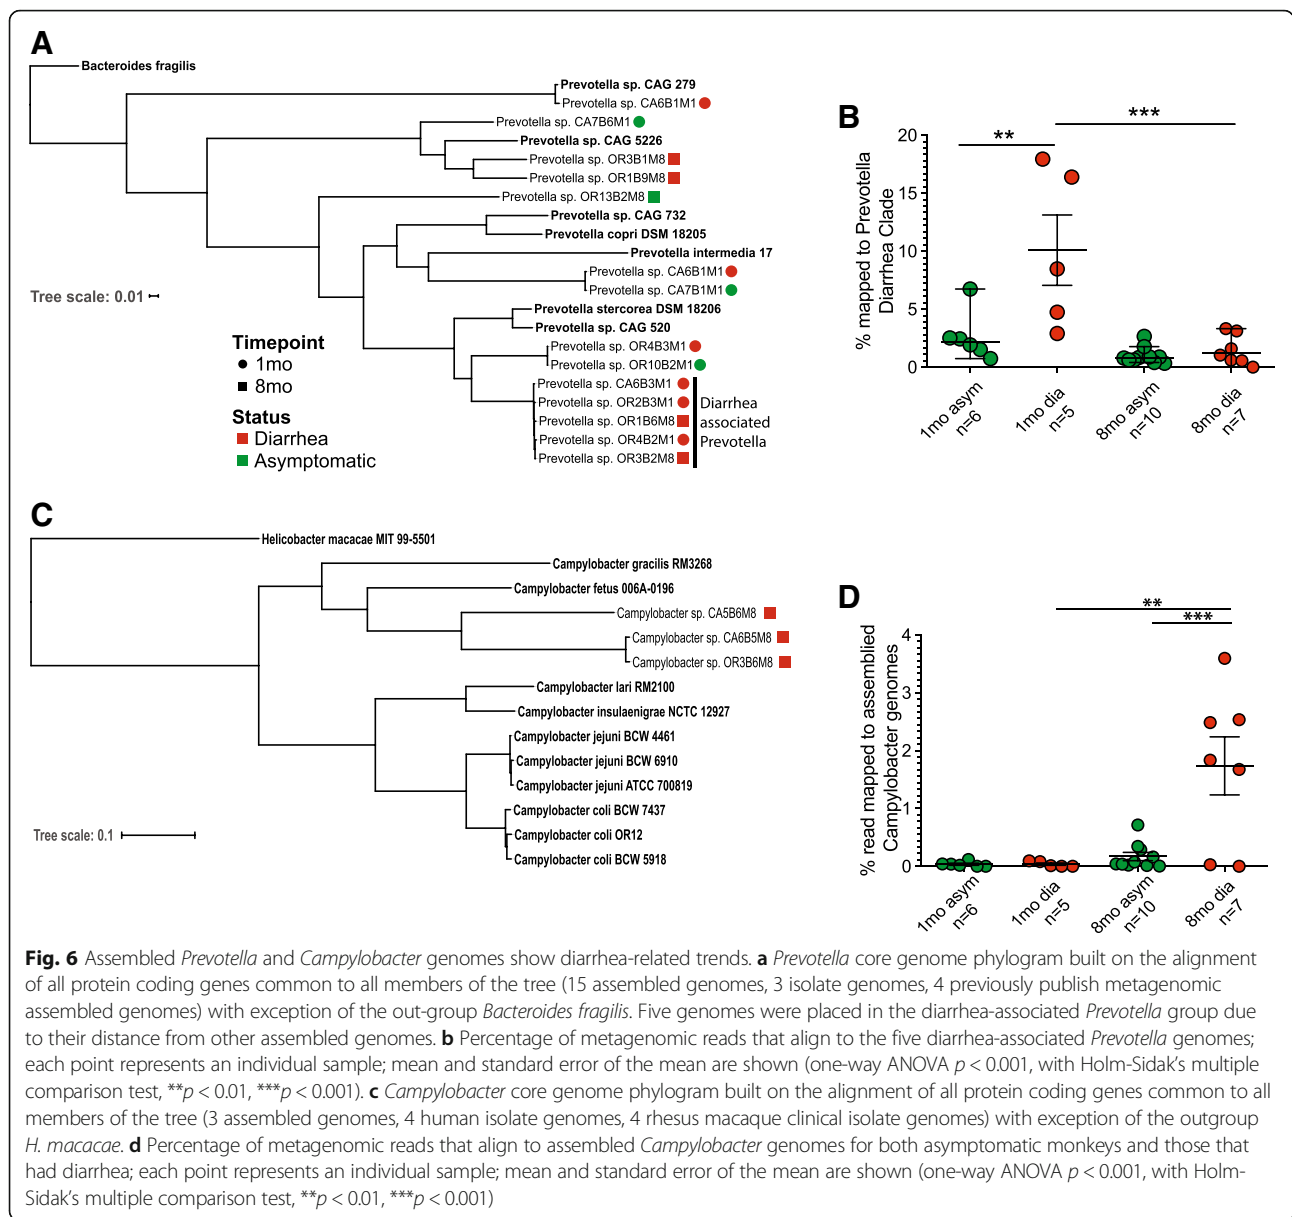 A
Bacteroides fragilis
Prevotella sp. CAG 279
Prevotella sp. CA6B1M1
Prevotella sp. CA7B6M1
Prevotella sp. CAG 5226
Prevotella sp. OR3B1M8
Prevotella sp. OR1B9M8
Prevotella sp. OR13B2M8
Prevotella sp. CAG 732
Prevotella copri DSM 18205
Prevotella intermedia 17
Prevotella sp. CA6B1M1
Prevotella sp. CA7B1M1
Prevotella stercorea DSM 18206
Prevotella sp. CAG 520
Prevotella sp. OR4B3M1
Prevotella sp. OR10B2M1
Prevotella sp. CA6B3M1
Prevotella sp. OR2B3M1
Prevotella sp. OR1B6M8
Prevotella sp. OR4B2M1
Prevotella sp. OR3B2M8
Diarrhea
associated
Prevotella
Tree scale: 0.01
Timepoint
1mo
8mo
Status
Diarrhea
Asymptomatic
B
% mapped to Prevotella
Diarrhea Clade
20
15
10
5
0
**
***
1mo asym
n=6
1mo dia
n=5
8mo asym
n=10
8mo dia
n=7
C
Helicobacter macacae MIT 99-5501
Campylobacter gracilis RM3268
Campylobacter fetus 006A-0196
Campylobacter sp. CA5B6M8
Campylobacter sp. CA6B5M8
Campylobacter sp. OR3B6M8
Campylobacter lari RM2100
Campylobacter insulaenigrae NCTC 12927
Campylobacter jejuni BCW 4461
Campylobacter jejuni BCW 6910
Campylobacter jejuni ATCC 700819
Campylobacter coli BCW 7437
Campylobacter coli OR12
Campylobacter coli BCW 5918
Tree scale: 0.1
D
% read mapped to assemblied
Campylobacter genomes
4
3
2
1
0
**
***
1mo asym
n=6
1mo dia
n=5
8mo asym
n=10
8mo dia
n=7
Fig. 6 Assembled Prevotella and Campylobacter genomes show diarrhea-related trends. a Prevotella core genome phylogram built on the alignment
of all protein coding genes common to all members of the tree (15 assembled genomes, 3 isolate genomes, 4 previously publish metagenomic
assembled genomes) with exception of the out-group Bacteroides fragilis. Five genomes were placed in the diarrhea-associated Prevotella group due
to their distance from other assembled genomes. b Percentage of metagenomic reads that align to the five diarrhea-associated Prevotella genomes;
each point represents an individual sample; mean and standard error of the mean are shown (one-way ANOVA p < 0.001, with Holm-Sidak's multiple
comparison test, **p < 0.01, ***p < 0.001). c Campylobacter core genome phylogram built on the alignment of all protein coding genes common to all
members of the tree (3 assembled genomes, 4 human isolate genomes, 4 rhesus macaque clinical isolate genomes) with exception of the outgroup
H. macacae. d Percentage of metagenomic reads that align to assembled Campylobacter genomes for both asymptomatic monkeys and those that
had diarrhea; each point represents an individual sample; mean and standard error of the mean are shown (one-way ANOVA p < 0.001, with Holm-
Sidak's multiple comparison test, **p < 0.01, ***p < 0.001)